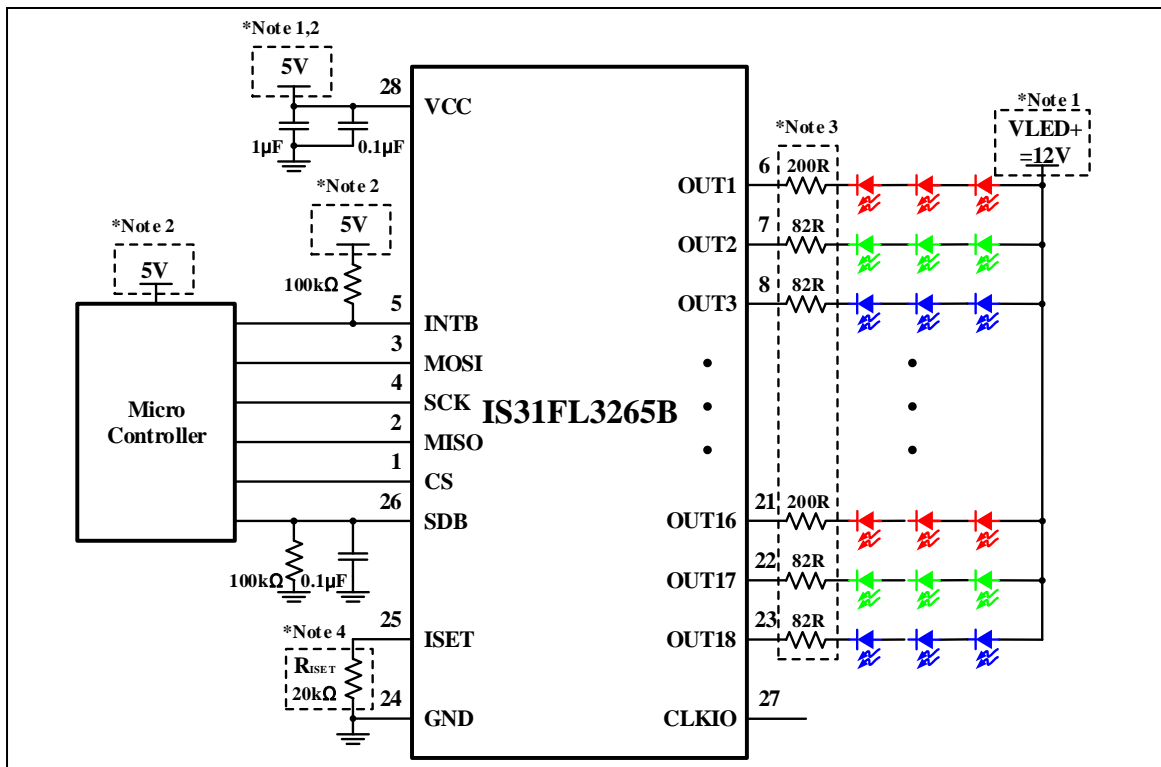 *Note 1,2
5V
28
VCC
1µF
0.1µF
*Note 2
5V
100kΩ
*Note 2
5V
Micro
Controller
5
INTB
3
MOSI
4
SCK
2
MISO
1
CS
26
SDB
100kΩ
0.1µF
*Note 4
RISET
20kΩ
25
ISET
24
GND
IS31FL3265B
*Note 3
*Note 1
VLED+
=12V
OUT1
6
200R
OUT2
7
82R
OUT3
8
82R
OUT16
21
200R
OUT17
22
82R
OUT18
23
82R
CLKIO
27